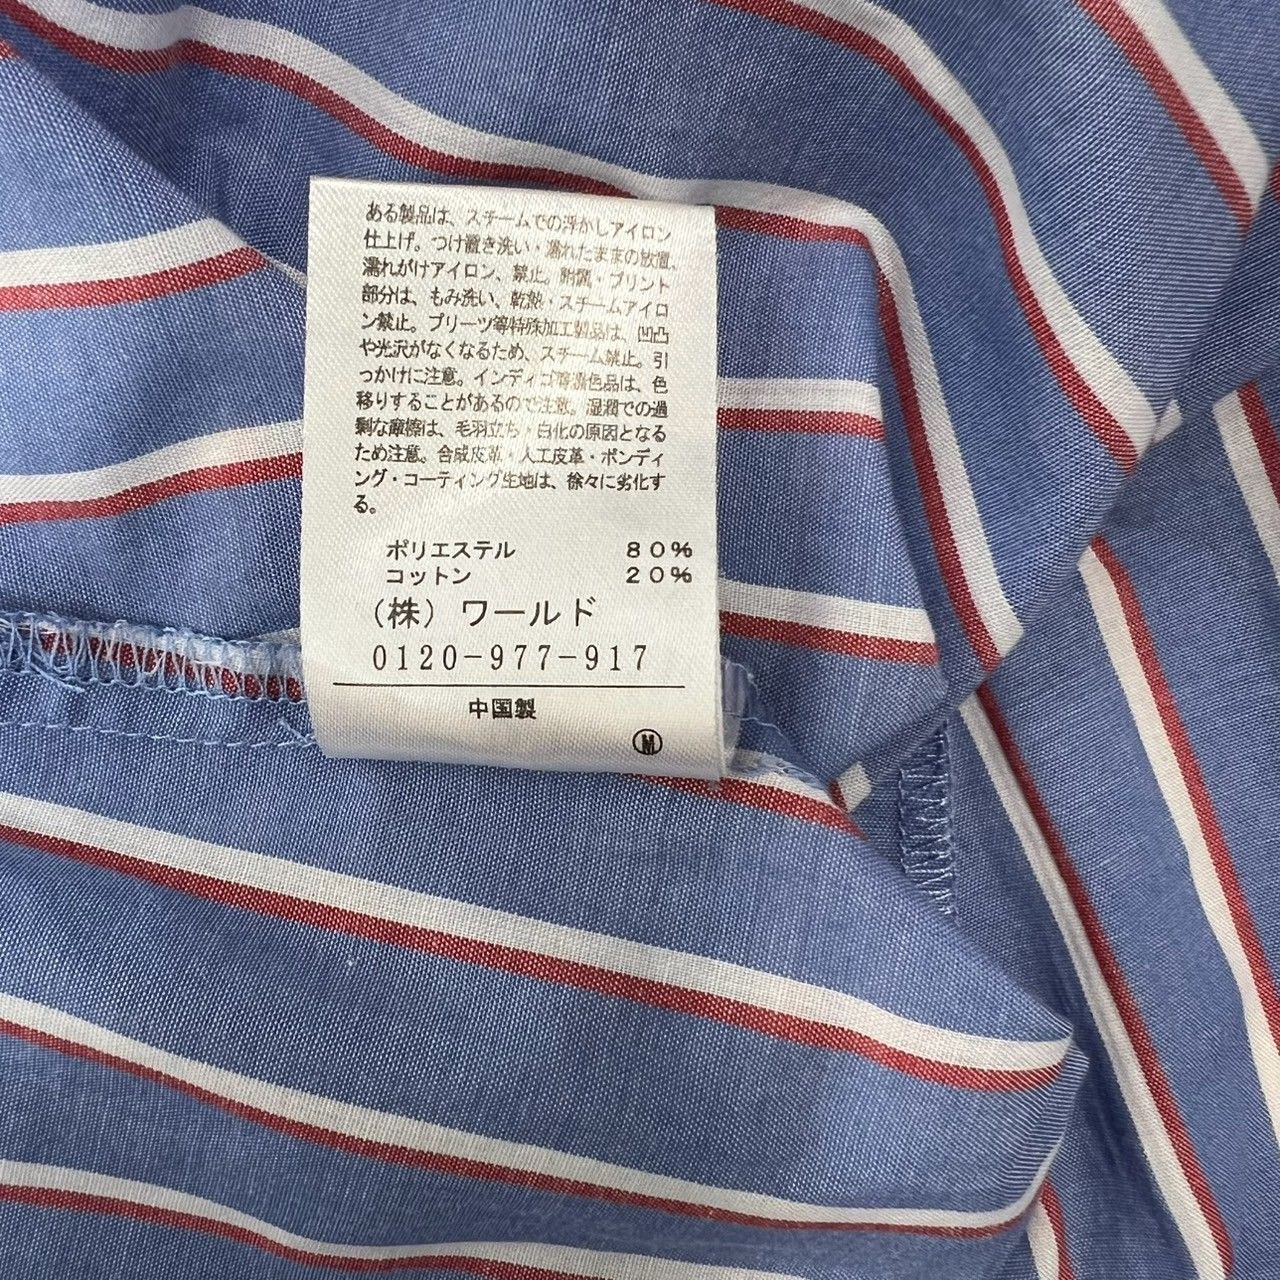 ある製品は、スチームでの浮かしアイロン
仕上げ。つけ置き洗い・濡れたままの放置、
濡れがけアイロン、禁止。附属・プリント
部分は、もみ洗い、乾熱・スチームアイロ
ン禁止。プリーツ等特殊加工製品は、凹凸
や光沢がなくなるため、スチーム禁止。引
っかけに注意。インディゴ等濃色品は、色
移りすることがあるので注意。湿潤での過
剰な摩擦は、毛羽立ち・白化の原因となる
ため注意。合成皮革・人工皮革・ボンディ
ング・コーティング生地は、徐々に劣化す
る。
ポリエステル 80%
コットン 20%
(株)ワールド
0120-977-917
中国製
Ⓜ